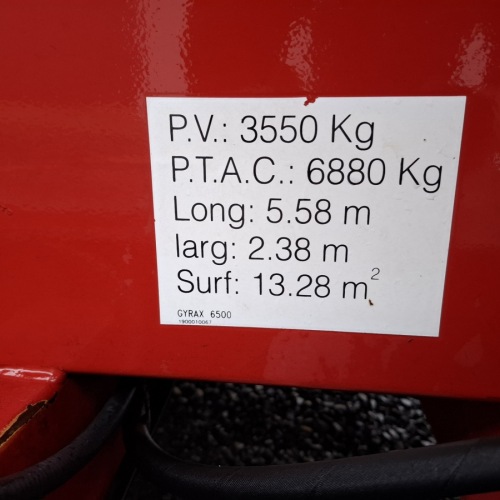 P.V.: 3550 Kg
P.T.A.C.: 6880 Kg
Long: 5.58 m
larg: 2.38 m
Surf: 13.28 m²
GYRAX 6500